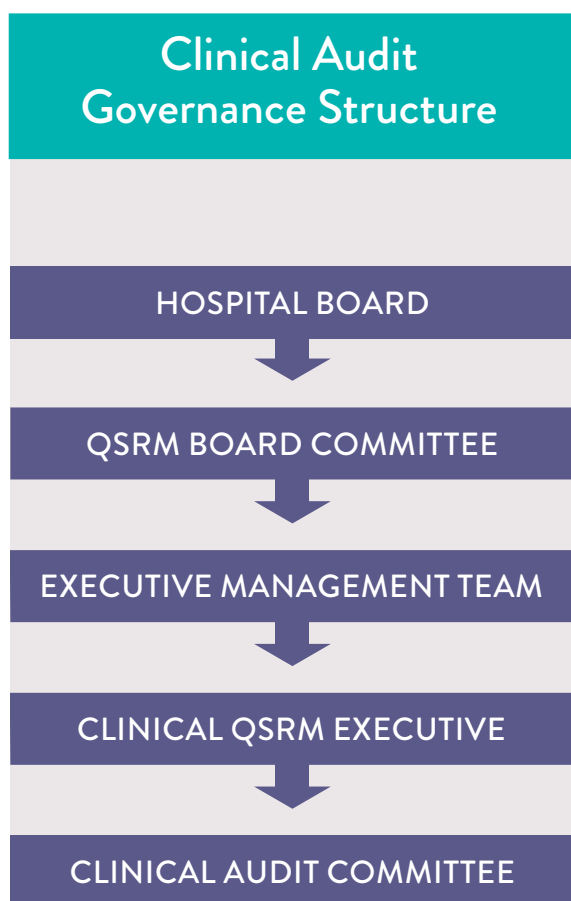 Clinical Audit
Governance Structure
HOSPITAL BOARD
QSRM BOARD COMMITTEE
EXECUTIVE MANAGEMENT TEAM
CLINICAL QSRM EXECUTIVE
CLINICAL AUDIT COMMITTEE